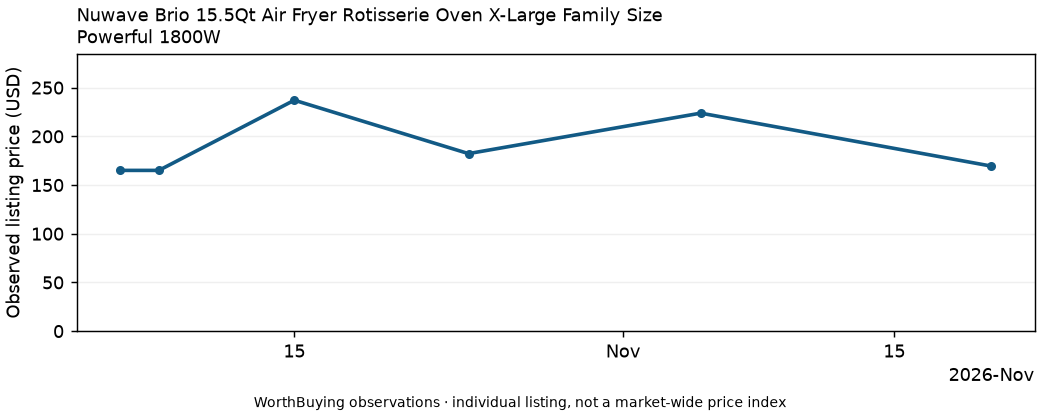 Nuwave Brio 15.5Qt Air Fryer Rotisserie Oven X-Large Family Size
Powerful 1800W
Observed listing price (USD)
250
200
150
100
50
0
15
Nov
15
2026-Nov
WorthBuying observations · individual listing, not a market-wide price index